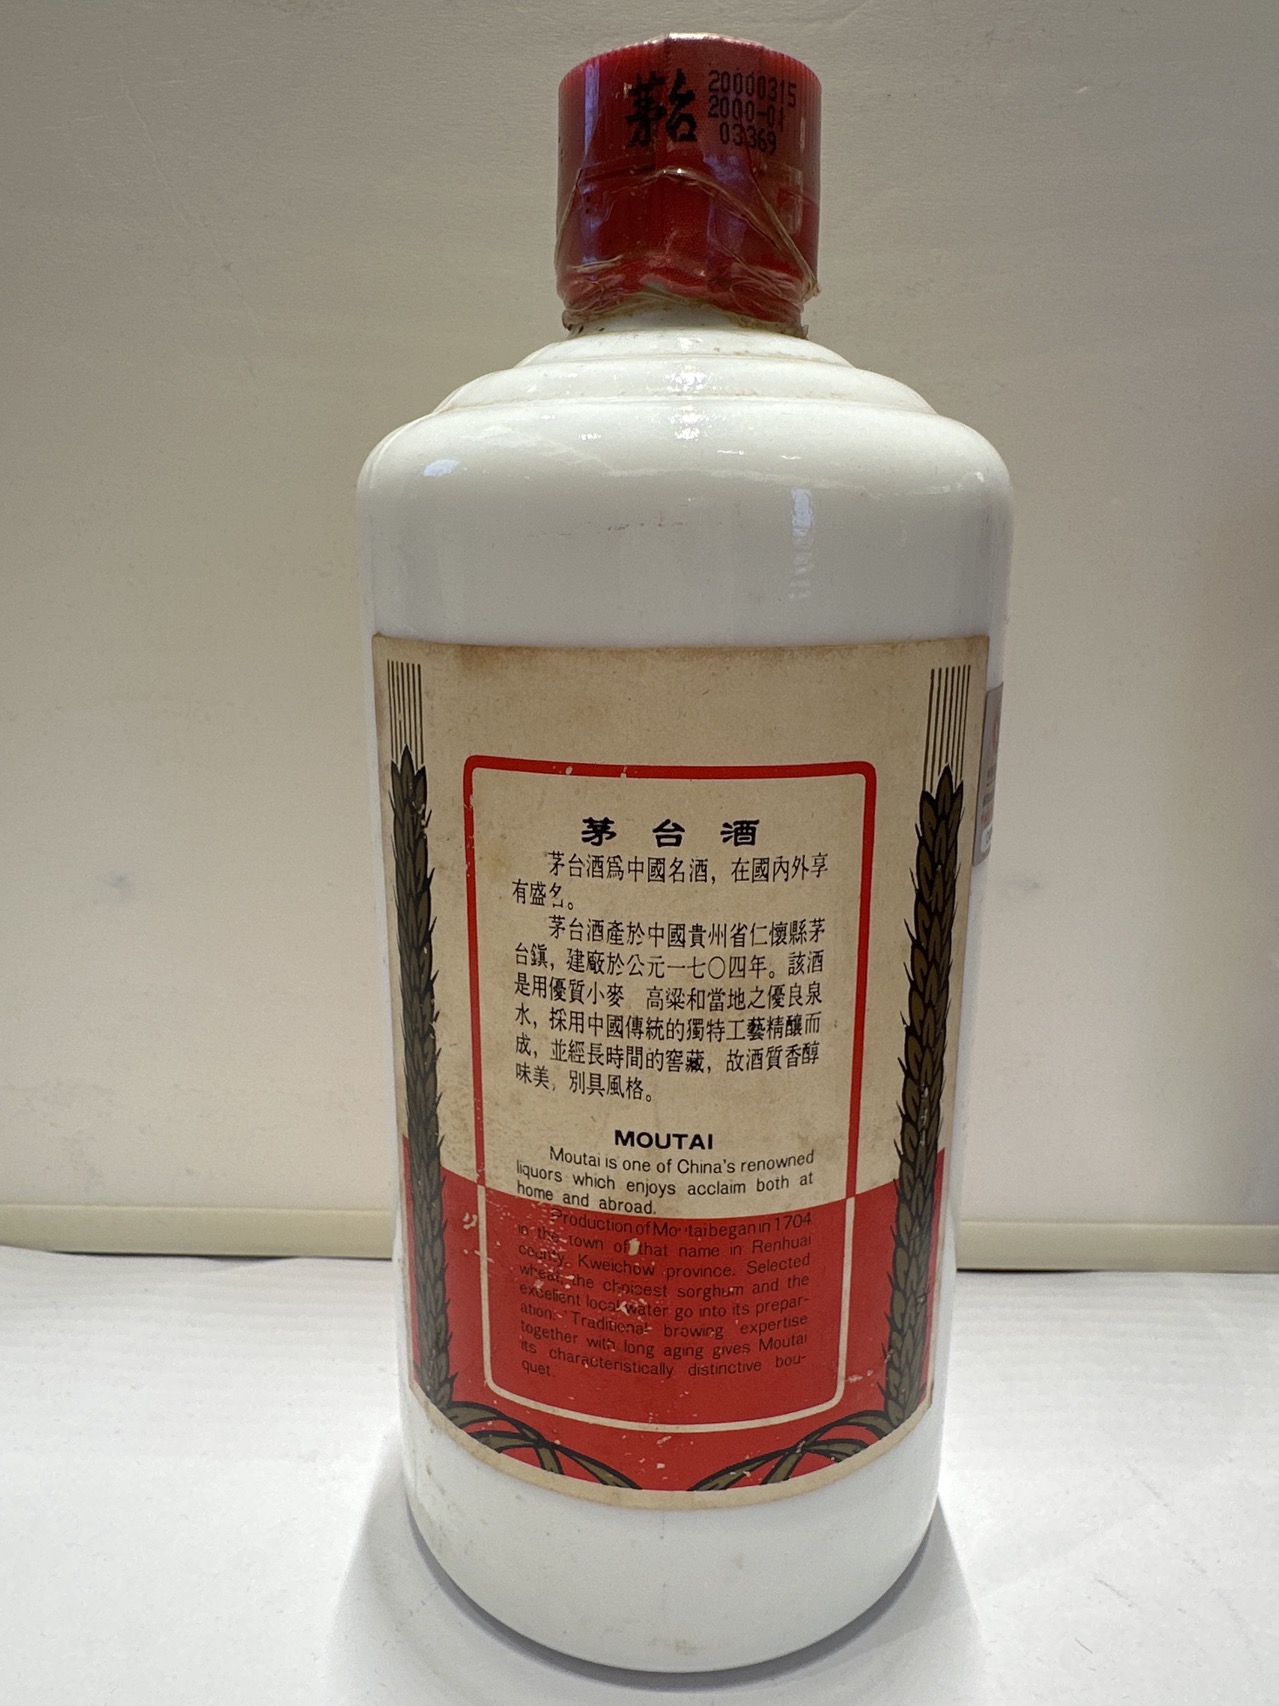 茅台
20000315
2000-01
03369
茅台酒
茅台酒爲中國名酒，在國内外享
有盛名。
茅台酒產於中國貴州省仁懷縣茅
台鎮，建廠於公元一七〇四年。該酒
是用優質小麥 高粱和當地之優良泉
水，採用中國傳統的獨特工藝精釀而
成，並經長時間的窖藏，故酒質香醇
味美，别具風格。
MOUTAI
Moutai is one of China's renowned
liquors which enjoys acclaim both at
home and abroad.
Production of Moutai began in 1704
in the town of that name in Renhuai
county Kweichow province. Selected
wheat, the choicest sorghum and the
excellent local water go into its prepar-
ation. Traditional browing expertise
together with long aging gives Moutai
its characteristically distinctive bou-
quet.